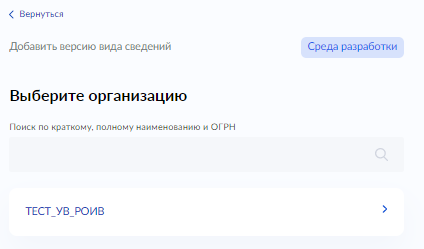 Вернуться
Добавить версию вида сведений
Среда разработки
Выберите организацию
Поиск по краткому, полному наименованию и ОГРН
ТЕСТ_УВ_РОИВ